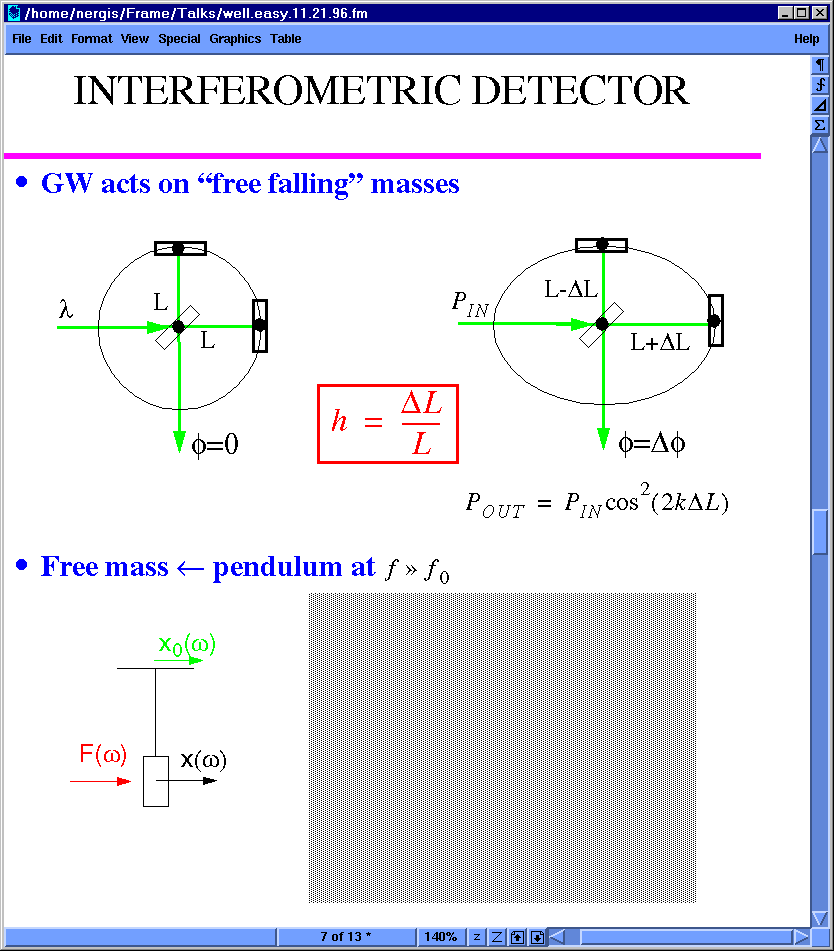 /home/nergis/Frame/Talks/well.easy.11.21.96.fm
File Edit Format View Special Graphics Table Help
INTERFEROMETRIC DETECTOR
• GW acts on “free falling” masses
λ
L
L
ϕ=0
h = ΔL/L
P_IN
L-ΔL
L+ΔL
ϕ=Δϕ
P_OUT = P_IN cos²(2kΔL)
• Free mass ← pendulum at f » f₀
x₀(ω)
F(ω)
x(ω)
7 of 13 *
140%
z Z
¶
∑